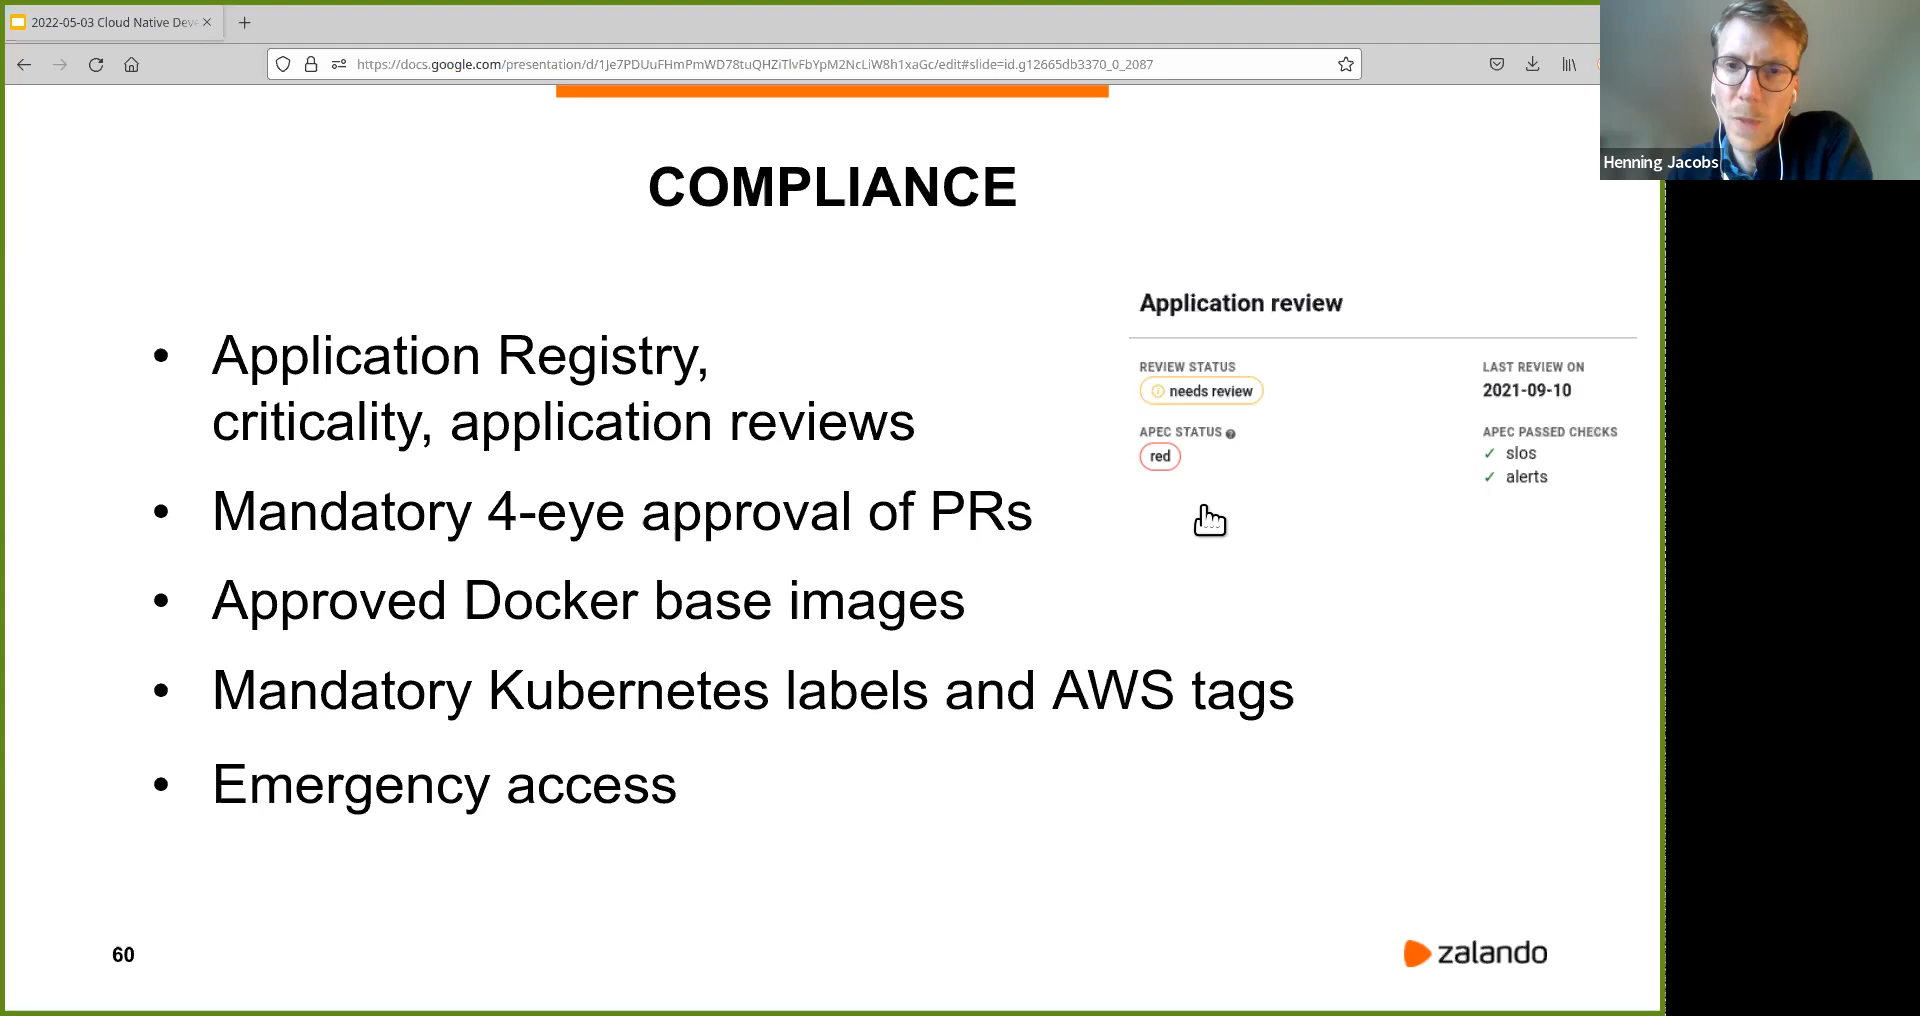 2022-05-03 Cloud Native Deve
https://docs.google.com/presentation/d/1Je7PDUuFHmPmWD78tuQHZiTlvFbYpM2NcLiW8h1xaGc/edit#slide=id.g12665db3370_0_2087
Henning Jacobs
COMPLIANCE
• Application Registry,
criticality, application reviews
• Mandatory 4-eye approval of PRs
• Approved Docker base images
• Mandatory Kubernetes labels and AWS tags
• Emergency access
Application review
REVIEW STATUS
needs review
LAST REVIEW ON
2021-09-10
APEC STATUS
red
APEC PASSED CHECKS
✓ slos
✓ alerts
60
zalando